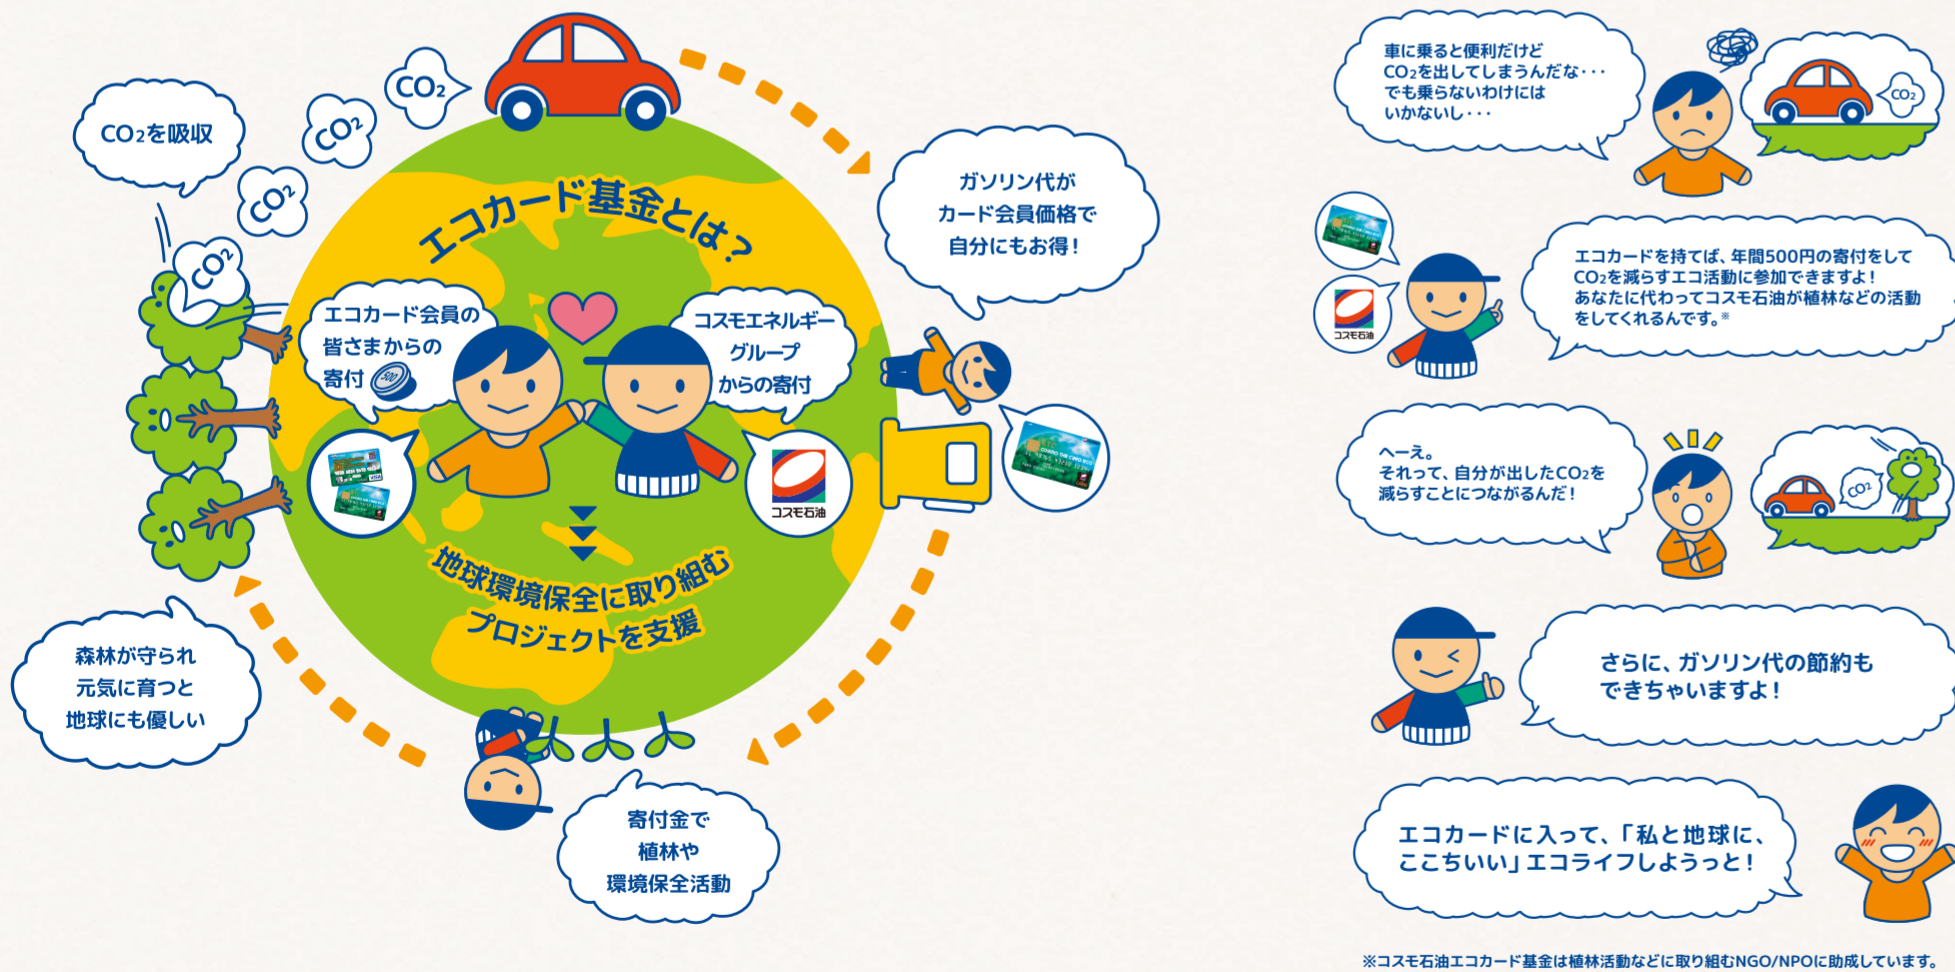 CO₂
CO₂
CO₂
CO₂
CO₂を吸収
エコカード基金とは？
ガソリン代が
カード会員価格で
自分にもお得！
エコカード会員の
皆さまからの
寄付
500
コスモエネルギー
グループ
からの寄付
コスモ石油
地球環境保全に取り組む
プロジェクトを支援
森林が守られ
元気に育つと
地球にも優しい
寄付金で
植林や
環境保全活動
車に乗ると便利だけど
CO₂を出してしまうんだな・・・
でも乗らないわけには
いかないし・・・
CO₂
コスモ石油
エコカードを持てば、年間500円の寄付をして
CO₂を減らすエコ活動に参加できますよ！
あなたに代わってコスモ石油が植林などの活動
をしてくれるんです。※
へーえ。
それって、自分が出したCO₂を
減らすことにつながるんだ！
CO₂
さらに、ガソリン代の節約も
できちゃいますよ！
エコカードに入って、「私と地球に、
ここちいい」エコライフしようっと！
※コスモ石油エコカード基金は植林活動などに取り組むNGO/NPOに助成しています。